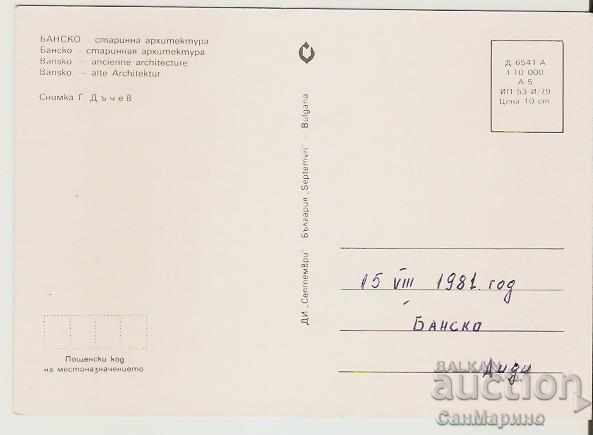 БАНСКО - старинна архитектура
Банско - старинная архитектура
Bansko - ancienne architecture
Bansko - alte Architektur
Снимка Г. Дъчев
ДИ „Септември" България „Septemvri" Bulgaria
Д 6541 А
110 000
А-5
ИП 53-И/79
Цена 10 ст.
15 VIII 1981 год
Банско
Диди
Пощенски код
на местоназначението
BALKAN
auction
СанМарино